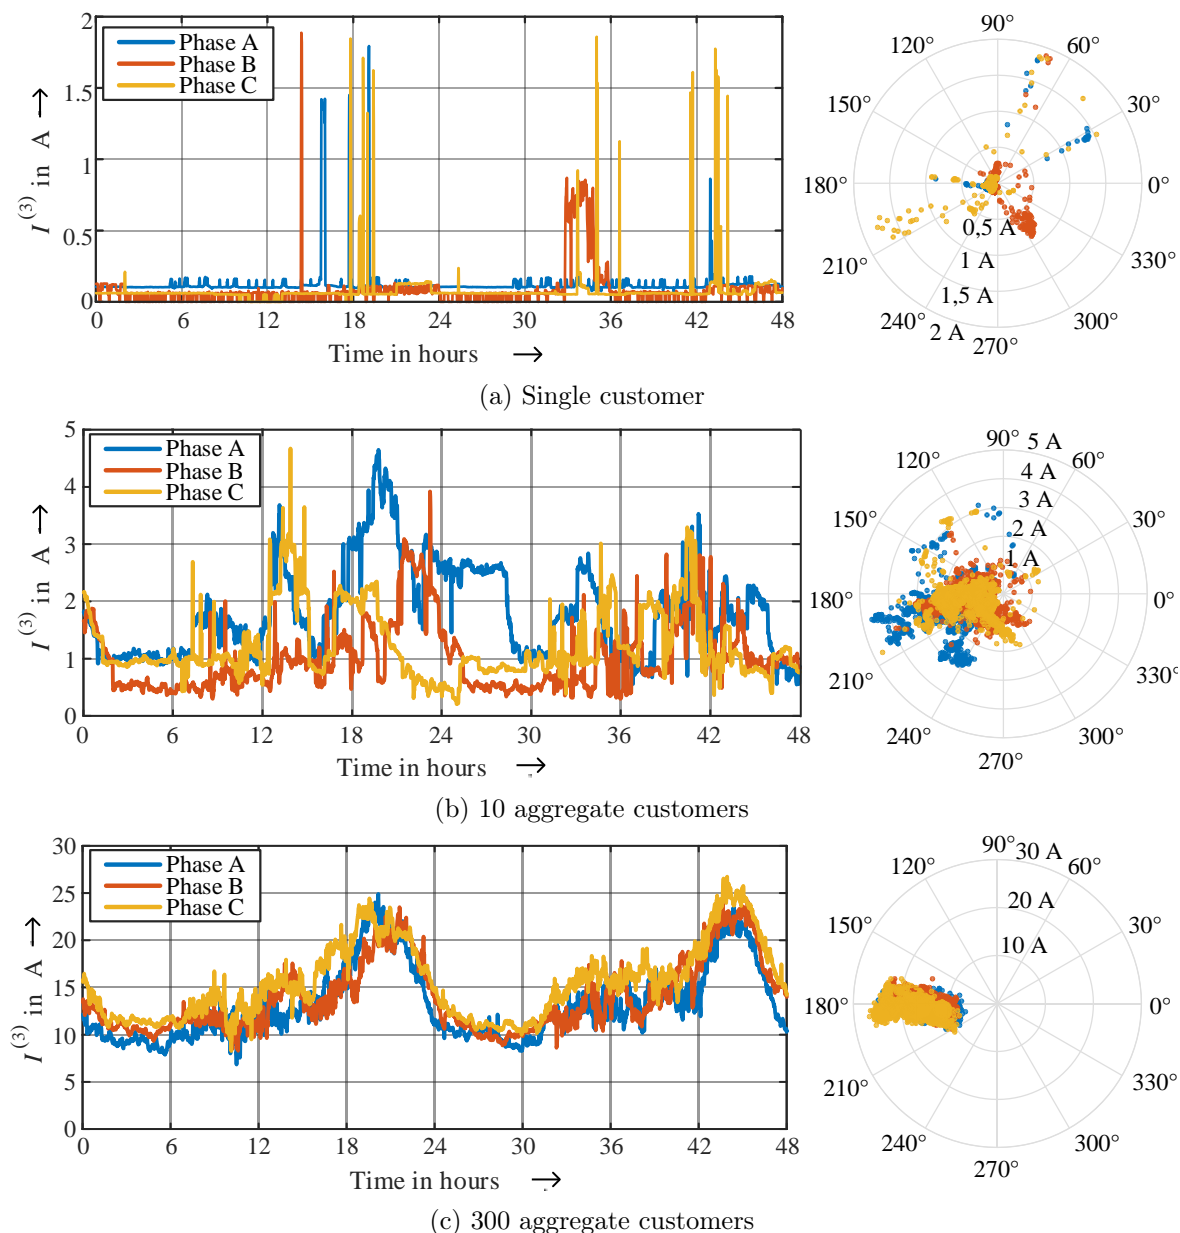 2
1.5
1
0.5
0
I(3) in A →
Phase A
Phase B
Phase C
0 6 12 18 24 30 36 42 48
Time in hours →
90°
120° 60°
150° 30°
180° 0°
210° 330°
240° 300°
270°
0,5 A
1 A
1,5 A
2 A
(a) Single customer
5
4
3
2
1
0
I(3) in A →
Phase A
Phase B
Phase C
0 6 12 18 24 30 36 42 48
Time in hours →
90° 5 A
120° 60°
4 A
3 A
150° 30°
2 A
1 A
180° 0°
210° 330°
240° 300°
270°
(b) 10 aggregate customers
30
25
20
15
10
5
0
I(3) in A →
Phase A
Phase B
Phase C
0 6 12 18 24 30 36 42 48
Time in hours →
90° 30 A
120° 60°
20 A
150° 30°
10 A
180° 0°
210° 330°
240° 300°
270°
(c) 300 aggregate customers